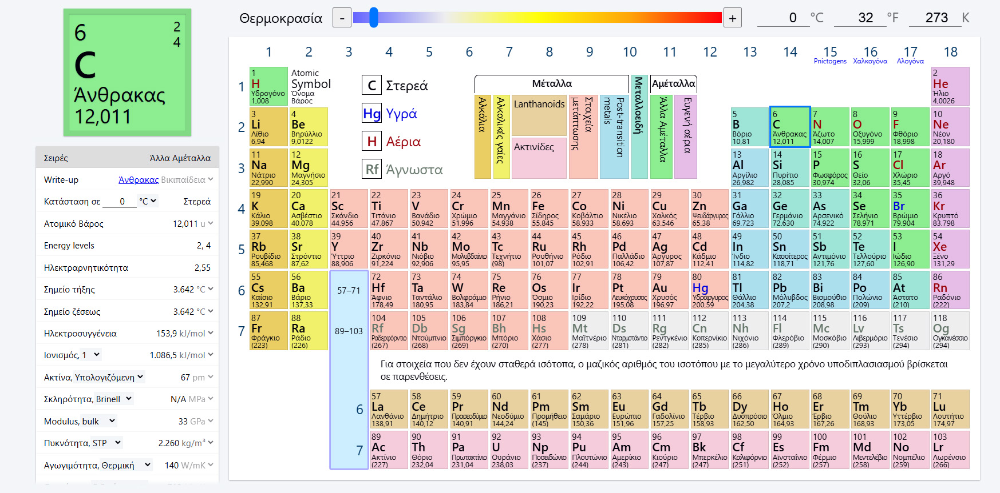 6
2
4
C
Άνθρακας
12,011
Σειρές Άλλα Αμέταλλα
Write-up Άνθρακας Βικιπαίδεια
Κατάσταση σε 0 °C Στερεά
Ατομικό Βάρος 12,011 u
Energy levels 2, 4
Ηλεκτραρνητικότητα 2,55
Σημείο τήξης 3.642 °C
Σημείο ζέσεως 3.642 °C
Ηλεκτροσυγγένεια 153,9 kJ/mol
Ιονισμός, 1 1.086,5 kJ/mol
Ακτίνα, Υπολογιζόμενη 67 pm
Σκληρότητα, Brinell N/A MPa
Modulus, bulk 33 GPa
Πυκνότητα, STP 2.260 kg/m³
Αγωγιμότητα, Θερμική 140 W/mK
Θερμοκρασία - + 0 °C 32 °F 273 K
1 2 3 4 5 6 7 8 9 10 11 12 13 14 15 16 17 18
Pnictogens Χαλκογόνα Αλογόνα
Atomic
Symbol
Όνομα
Βάρος
C Στερεά
Hg Υγρά
H Αέρια
Rf Άγνωστα
Μέταλλα
Αλκάλια
Αλκαλικές γαίες
Lanthanoids
Ακτινίδες
Στοιχεία μετάπτωσης
Post-transition metals
Μεταλλοειδή
Αμέταλλα
Άλλα Αμέταλλα
Ευγενή αέρια
1
1 H Υδρογόνο 1,008
2 He Ήλιο 4,0026
2
3 Li Λίθιο 6,94
4 Be Βηρύλλιο 9,0122
5 B Βόριο 10,81
6 C Άνθρακας 12,011
7 N Άζωτο 14,007
8 O Οξυγόνο 15,999
9 F Φθόριο 18,998
10 Ne Νέον 20,180
3
11 Na Νάτριο 22,990
12 Mg Μαγνήσιο 24,305
13 Al Αργίλιο 26,982
14 Si Πυρίτιο 28,085
15 P Φωσφόρος 30,974
16 S Θείο 32,06
17 Cl Χλώριο 35,45
18 Ar Αργό 39,948
4
19 K Κάλιο 39,098
20 Ca Ασβέστιο 40,078
21 Sc Σκάνδιο 44,956
22 Ti Τιτάνιο 47,867
23 V Βανάδιο 50,942
24 Cr Χρώμιο 51,996
25 Mn Μαγγάνιο 54,938
26 Fe Σίδηρος 55,845
27 Co Κοβάλτιο 58,933
28 Ni Νικέλιο 58,693
29 Cu Χαλκός 63,546
30 Zn Ψευδάργυρος 65,38
31 Ga Γάλλιο 69,723
32 Ge Γερμάνιο 72,630
33 As Αρσενικό 74,922
34 Se Σελήνιο 78,971
35 Br Βρώμιο 79,904
36 Kr Κρυπτό 83,798
5
37 Rb Ρουβίδιο 85,468
38 Sr Στρόντιο 87,62
39 Y Ύττριο 88,906
40 Zr Ζιρκόνιο 91,224
41 Nb Νιόβιο 92,906
42 Mo Μολυβδαίνιο 95,95
43 Tc Τεχνήτιο (98)
44 Ru Ρουθήνιο 101,07
45 Rh Ρόδιο 102,91
46 Pd Παλλάδιο 106,42
47 Ag Άργυρος 107,87
48 Cd Κάδμιο 112,41
49 In Ίνδιο 114,82
50 Sn Κασσίτερος 118,71
51 Sb Αντιμόνιο 121,76
52 Te Τελλούριο 127,60
53 I Ιώδιο 126,90
54 Xe Ξένο 131,29
6
55 Cs Καίσιο 132,91
56 Ba Βάριο 137,33
57–71
72 Hf Άφνιο 178,49
73 Ta Ταντάλιο 180,95
74 W Βολφράμιο 183,84
75 Re Ρήνιο 186,21
76 Os Όσμιο 190,23
77 Ir Ιρίδιο 192,22
78 Pt Λευκόχρυσος 195,08
79 Au Χρυσός 196,97
80 Hg Υδράργυρος 200,59
81 Tl Θάλλιο 204,38
82 Pb Μόλυβδος 207,2
83 Bi Βισμούθιο 208,98
84 Po Πολώνιο (209)
85 At Άστατο (210)
86 Rn Ραδόνιο (222)
7
87 Fr Φράγκιο (223)
88 Ra Ράδιο (226)
89–103
104 Rf Ραδερφόρντιο (267)
105 Db Ντούμπνιο (268)
106 Sg Σιμπόργκιο (269)
107 Bh Μπόριο (270)
108 Hs Χάσιο (277)
109 Mt Μαϊτνέριο (278)
110 Ds Νταρμστάντιο (281)
111 Rg Ρεντγκένιο (282)
112 Cn Κοπερνίκιο (285)
113 Nh Νιχόνιο (286)
114 Fl Φλερόβιο (289)
115 Mc Μοσκόβιο (290)
116 Lv Λιβερμόριο (293)
117 Ts Τενέσιο (294)
118 Og Ογκανέσσιο (294)
Για στοιχεία που δεν έχουν σταθερά ισότοπα, ο μαζικός αριθμός του ισοτόπου με το μεγαλύτερο χρόνο υποδιπλασιασμού βρίσκεται
σε παρενθέσεις.
6
57 La Λανθάνιο 138,91
58 Ce Δημήτριο 140,12
59 Pr Πρασεοδύμιο 140,91
60 Nd Νεοδύμιο 144,24
61 Pm Προμήθειο (145)
62 Sm Σαμάριο 150,36
63 Eu Ευρώπιο 151,96
64 Gd Γαδολίνιο 157,25
65 Tb Τέρβιο 158,93
66 Dy Δυσπρόσιο 162,50
67 Ho Όλμιο 164,93
68 Er Έρβιο 167,26
69 Tm Θούλιο 168,93
70 Yb Υττέρβιο 173,05
71 Lu Λουτήτιο 174,97
7
89 Ac Ακτίνιο (227)
90 Th Θόριο 232,04
91 Pa Πρωτακτίνιο 231,04
92 U Ουράνιο 238,03
93 Np Ποσειδώνιο (237)
94 Pu Πλουτώνιο (244)
95 Am Αμερίκιο (243)
96 Cm Κιούριο (247)
97 Bk Μπερκέλιο (247)
98 Cf Καλιφόρνιο (251)
99 Es Αϊνσταΐνιο (252)
100 Fm Φέρμιο (257)
101 Md Μεντελέβιο (258)
102 No Νομπέλιο (259)
103 Lr Λωρένσιο (266)